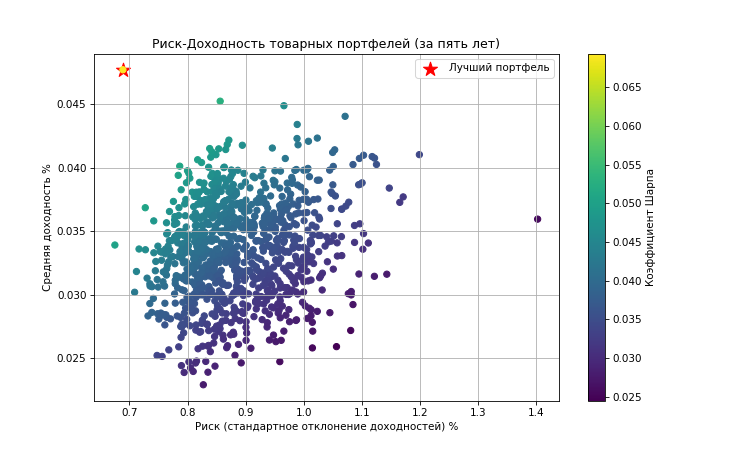 Риск-Доходность товарных портфелей (за пять лет)
Лучший портфель
Средняя доходность %
0.045
0.040
0.035
0.030
0.025
0.7 0.8 0.9 1.0 1.1 1.2 1.3 1.4
Риск (стандартное отклонение доходностей) %
0.065
0.060
0.055
0.050
0.045
0.040
0.035
0.030
0.025
Коэффициент Шарпа